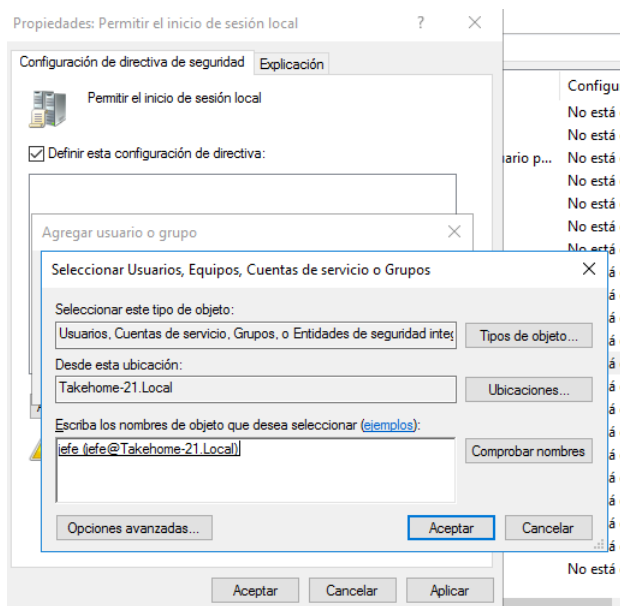 Propiedades: Permitir el inicio de sesión local ? ×
Configuración de directiva de seguridad Explicación
Permitir el inicio de sesión local
Definir esta configuración de directiva:
Agregar usuario o grupo ×
Seleccionar Usuarios, Equipos, Cuentas de servicio o Grupos ×
Seleccionar este tipo de objeto:
Usuarios, Cuentas de servicio, Grupos, o Entidades de seguridad integ
Tipos de objeto...
Desde esta ubicación:
Takehome-21.Local
Ubicaciones...
Escriba los nombres de objeto que desea seleccionar (ejemplos):
jefe (jefe@Takehome-21.Local)
Comprobar nombres
Opciones avanzadas...
Aceptar
Cancelar
Aceptar
Cancelar
Aplicar
Configu
No está
No está
uario p... No está
No está
No está
No está
No está
á
á
á
á
á
á
á
á
á
á
á
á
á
No está